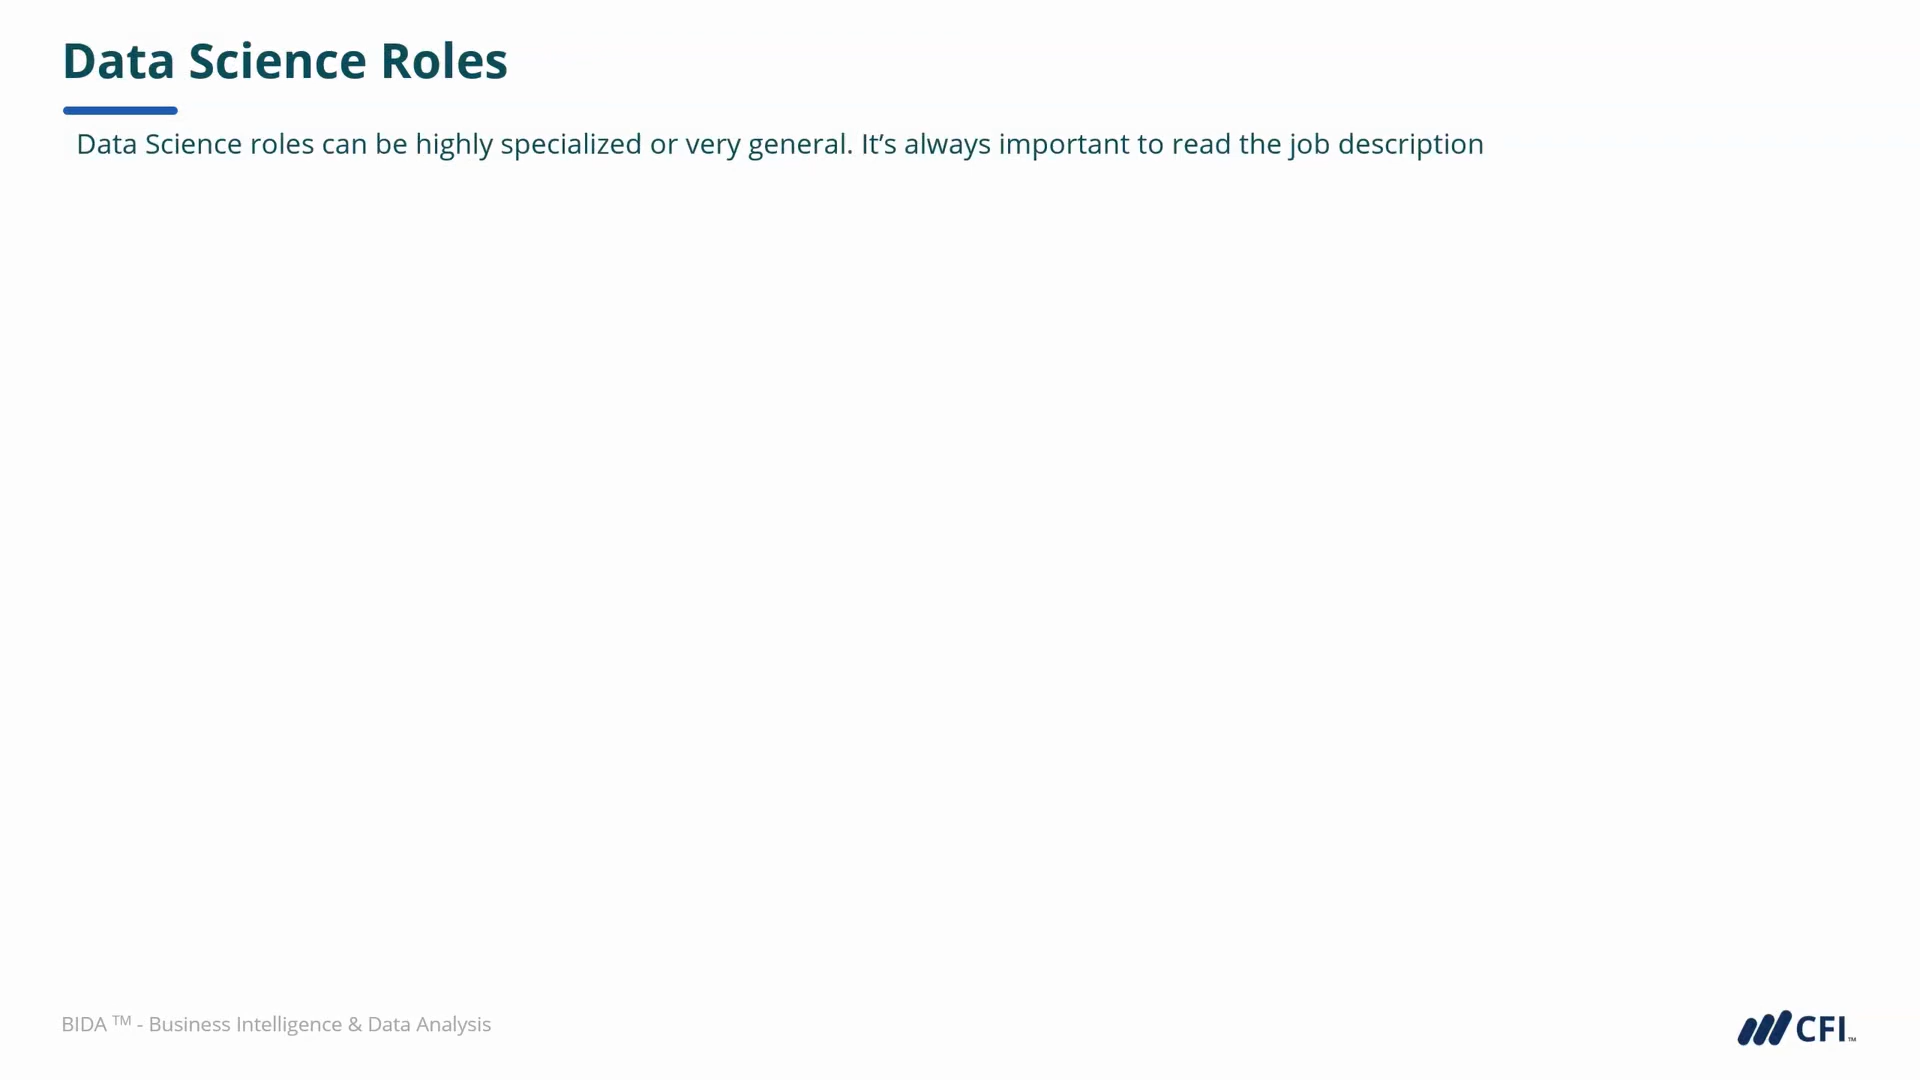 Data Science Roles
Data Science roles can be highly specialized or very general. It’s always important to read the job description
BIDA ™ - Business Intelligence & Data Analysis
CFI™